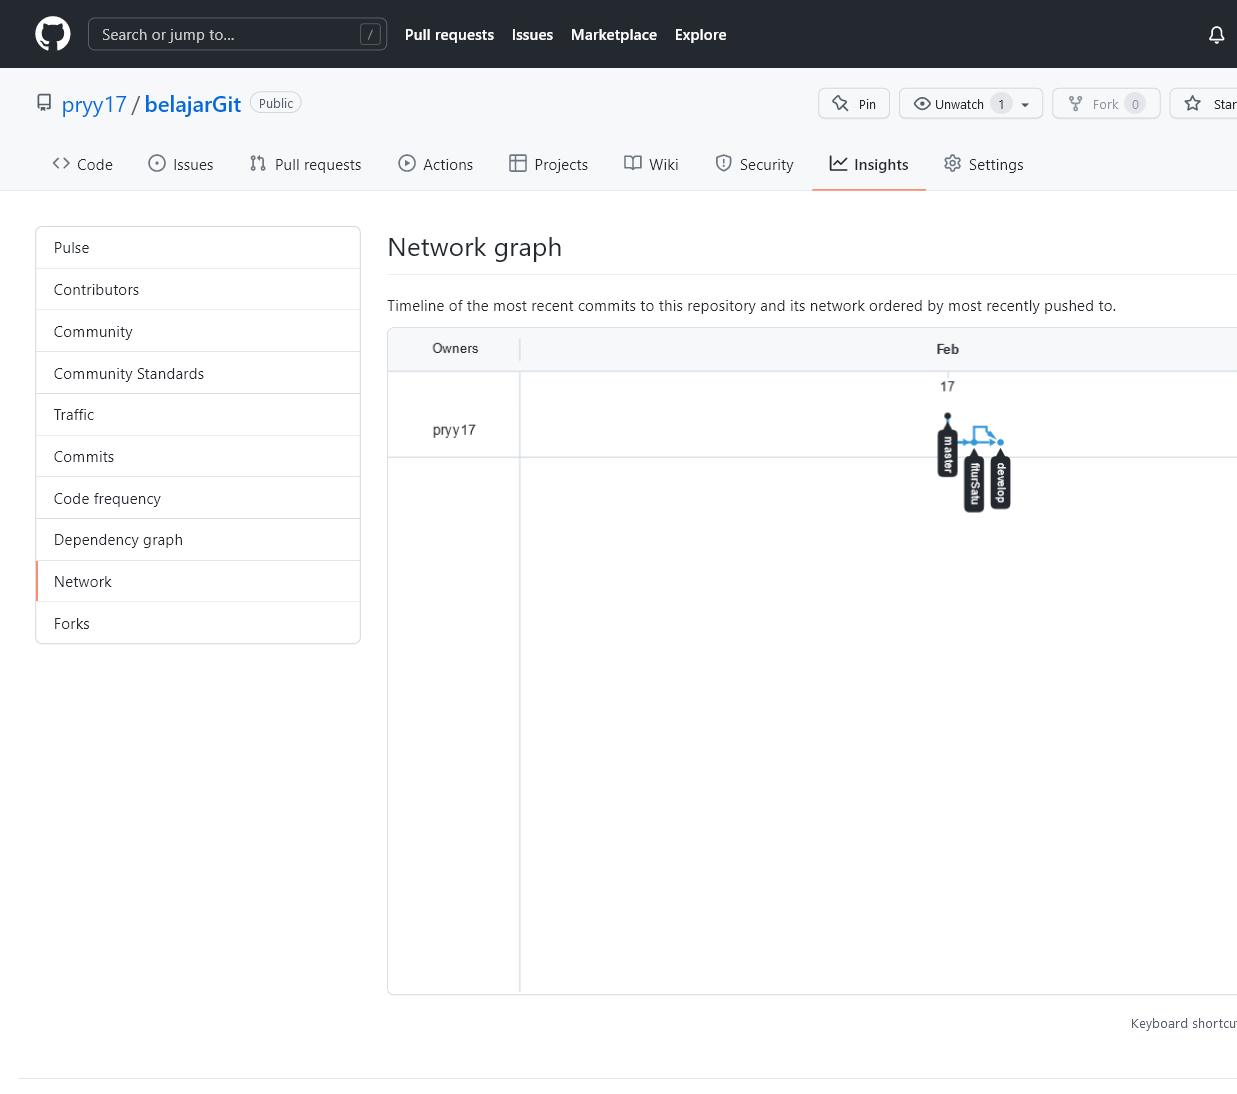 Search or jump to... / Pull requests Issues Marketplace Explore
pryy17 / belajarGit Public Pin Unwatch 1 Fork 0 Star
Code Issues Pull requests Actions Projects Wiki Security Insights Settings
Pulse
Contributors
Community
Community Standards
Traffic
Commits
Code frequency
Dependency graph
Network
Forks
Network graph
Timeline of the most recent commits to this repository and its network ordered by most recently pushed to.
Owners Feb
17
pryy17
master
fiturSatu
develop
Keyboard shortcu